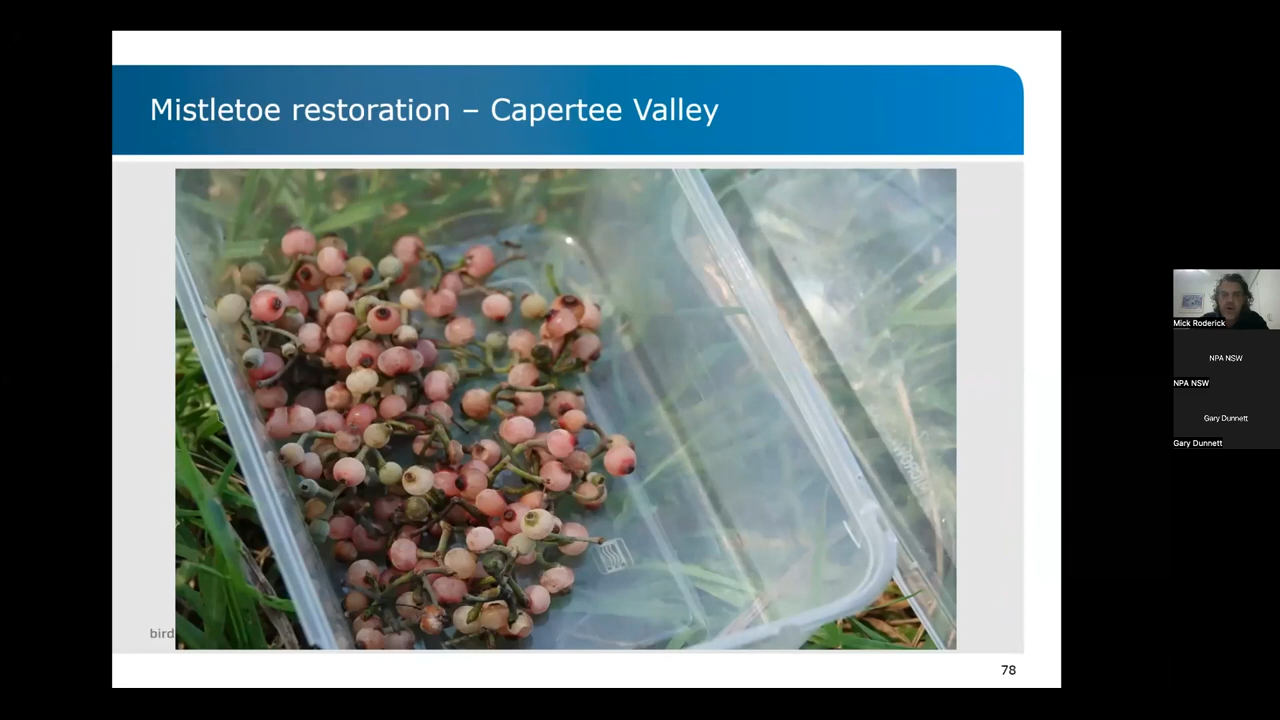 Mistletoe restoration – Capertee Valley
bird
78
Mick Roderick
NPA NSW
NPA NSW
Gary Dunnett
Gary Dunnett